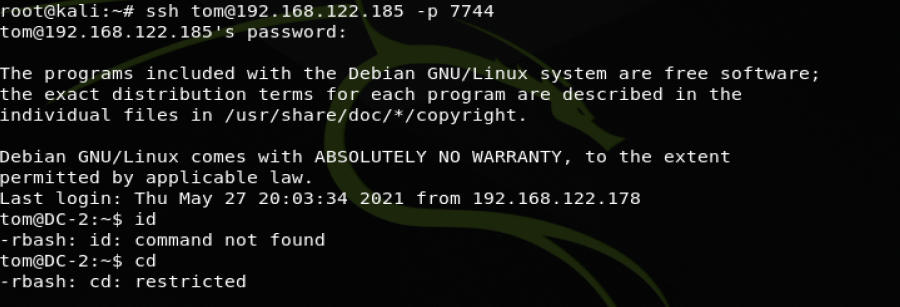 root@kali:~# ssh tom@192.168.122.185 -p 7744
tom@192.168.122.185's password:
The programs included with the Debian GNU/Linux system are free software;
the exact distribution terms for each program are described in the
individual files in /usr/share/doc/*/copyright.
Debian GNU/Linux comes with ABSOLUTELY NO WARRANTY, to the extent
permitted by applicable law.
Last login: Thu May 27 20:03:34 2021 from 192.168.122.178
tom@DC-2:~$ id
-rbash: id: command not found
tom@DC-2:~$ cd
-rbash: cd: restricted